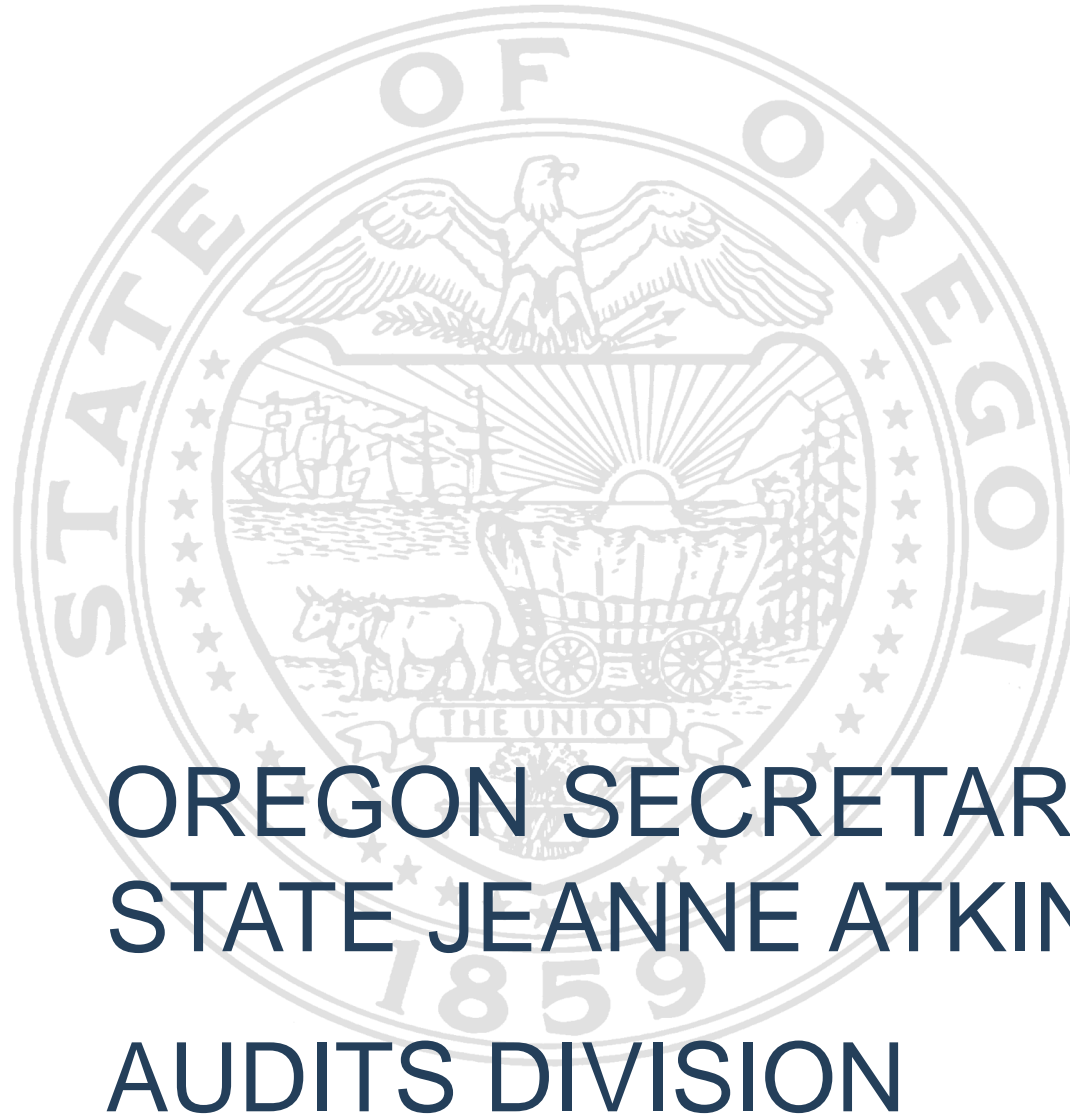 STATE OF OREGON
THE UNION
OREGON SECRETAR
STATE JEANNE ATKIN
1859
AUDITS DIVISION